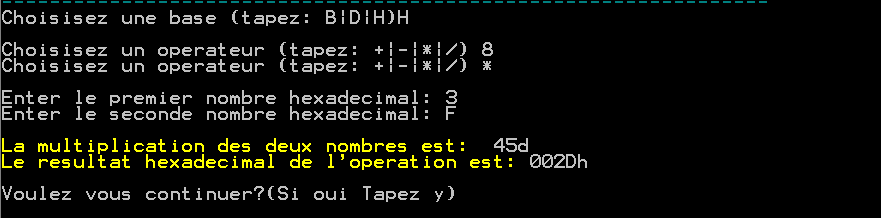 Choisisez une base (tapez: B|D|H)H
Choisisez un operateur (tapez: +|-|*|/) 8
Choisisez un operateur (tapez: +|-|*|/) *
Enter le premier nombre hexadecimal: 3
Enter le seconde nombre hexadecimal: F
La multiplication des deux nombres est:  45d
Le resultat hexadecimal de l'operation est: 002Dh
Voulez vous continuer?(Si oui Tapez y)